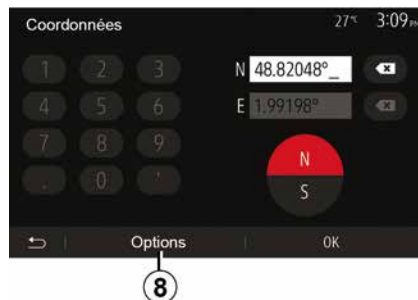 Coordonnées 27°C 3:09PM
1 2 3 N 48.82048°_
4 5 6 E 1.99198°
7 8 9
. 0 '
N
S
Options OK
8